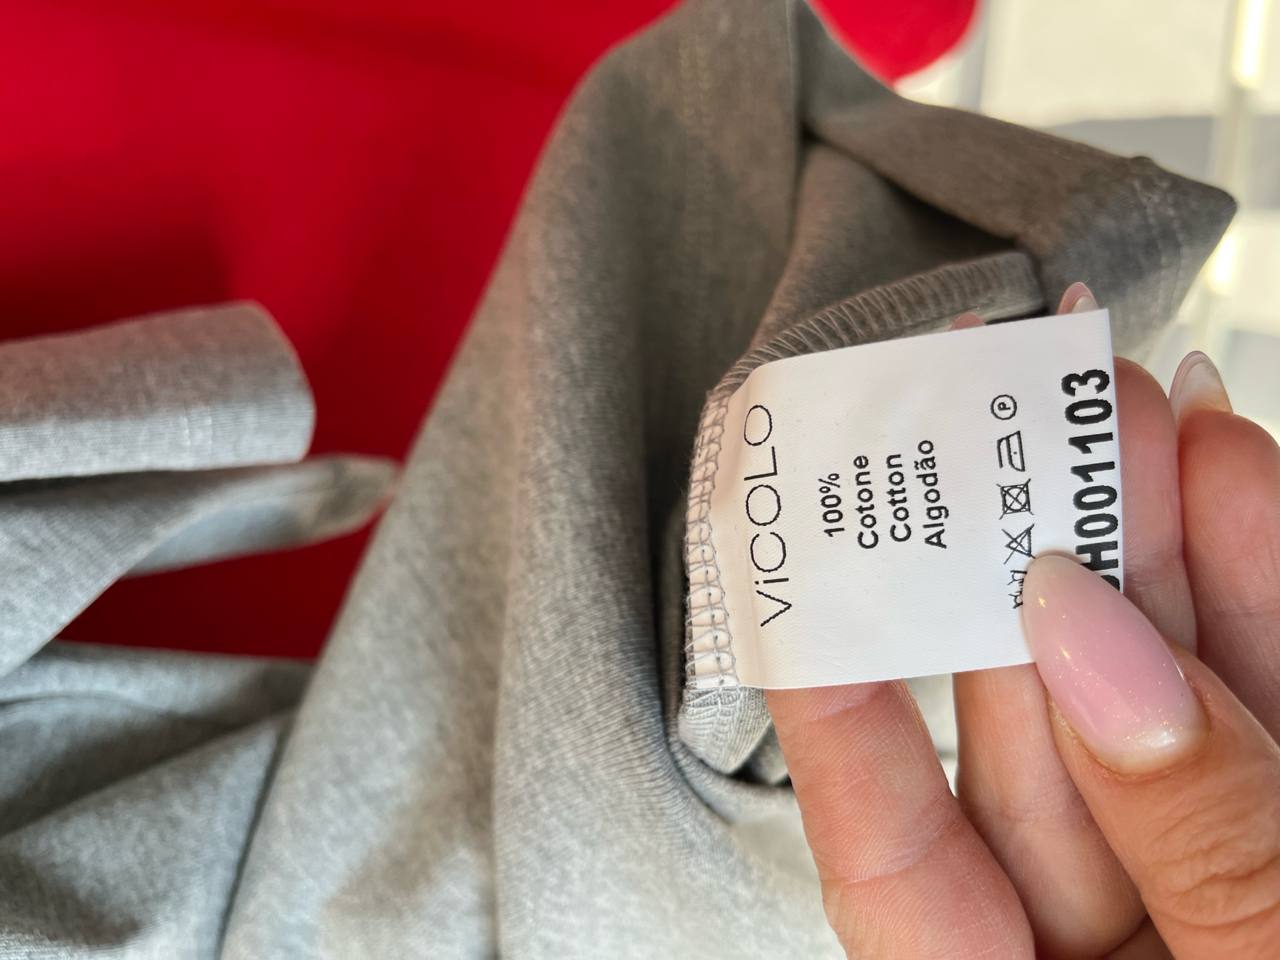 ViCOLO
100%
Cotone
Cotton
Algodão
P
H001103